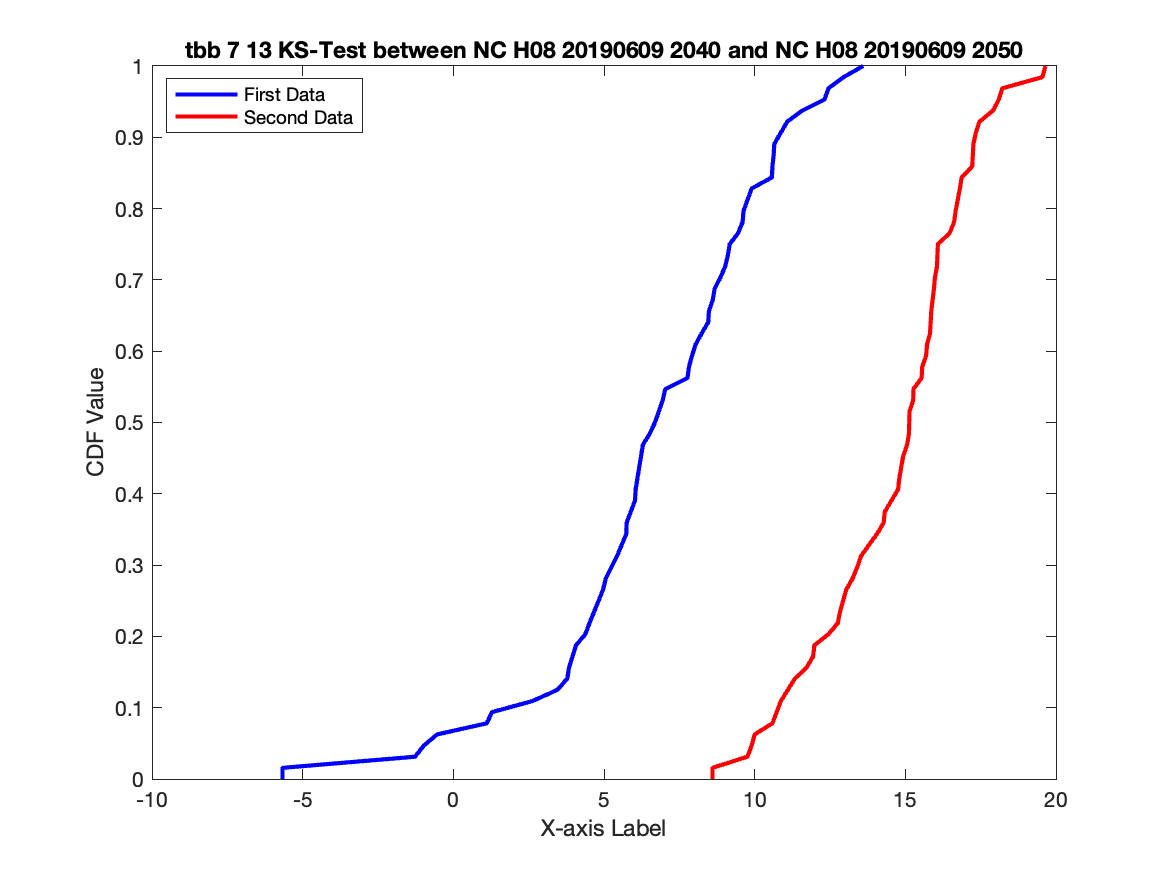 tbb 7 13 KS-Test between NC H08 20190609 2040 and NC H08 20190609 2050
First Data
Second Data
1
0.9
0.8
0.7
0.6
0.5
0.4
0.3
0.2
0.1
0
CDF Value
-10 -5 0 5 10 15 20
X-axis Label